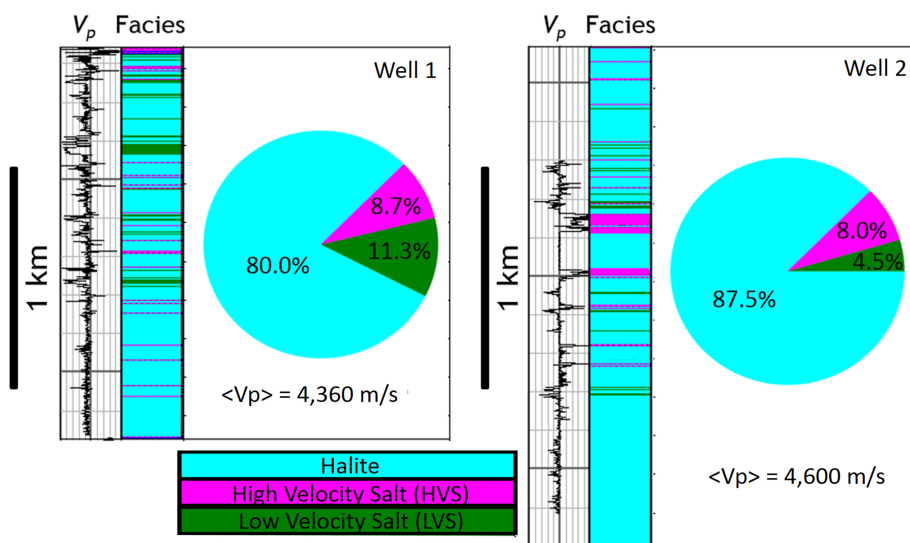 Vp Facies
Well 1
1 km
8.7%
11.3%
80.0%
<Vp> = 4,360 m/s
Vp Facies
Well 2
1 km
8.0%
4.5%
87.5%
<Vp> = 4,600 m/s
Halite
High Velocity Salt (HVS)
Low Velocity Salt (LVS)